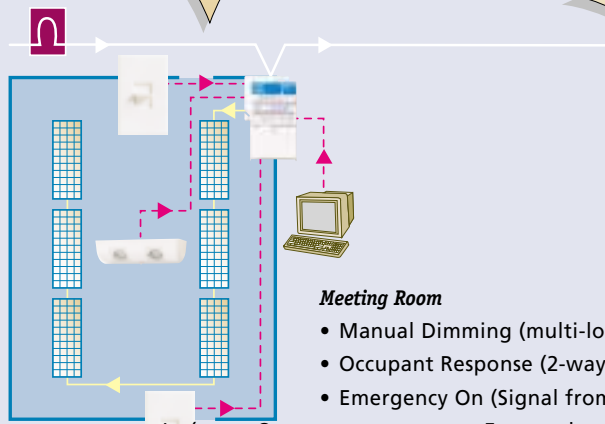 Meeting Room
• Manual Dimming (multi-lo
• Occupant Response (2-way
• Emergency On (Signal from